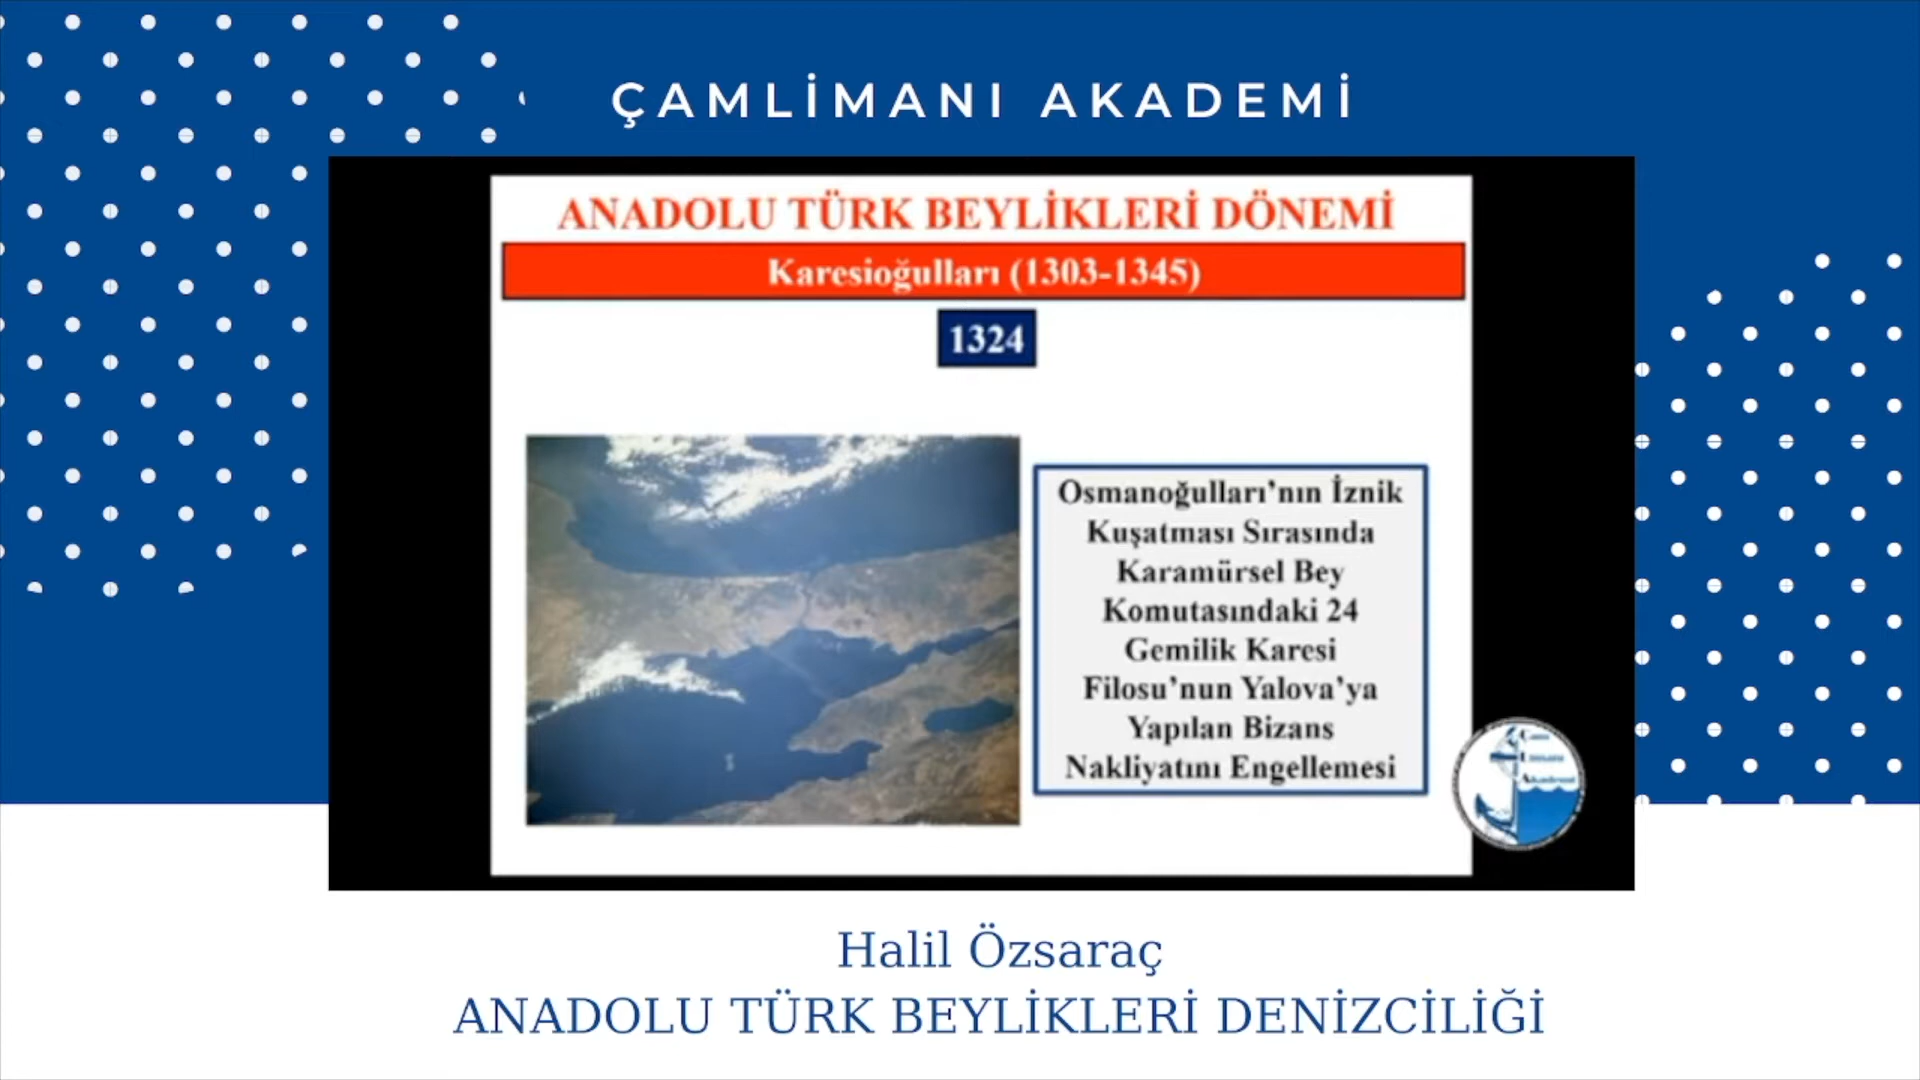 ÇAMLİMANI AKADEMİ
ANADOLU TÜRK BEYLİKLERİ DÖNEMİ
Karesioğulları (1303-1345)
1324
Osmanoğulları’nın İznik
Kuşatması Sırasında
Karamürsel Bey
Komutasındaki 24
Gemilik Karesi
Filosu’nun Yalova’ya
Yapılan Bizans
Nakliyatını Engellemesi
Halil Özsaraç
ANADOLU TÜRK BEYLİKLERİ DENİZCİLİĞİ